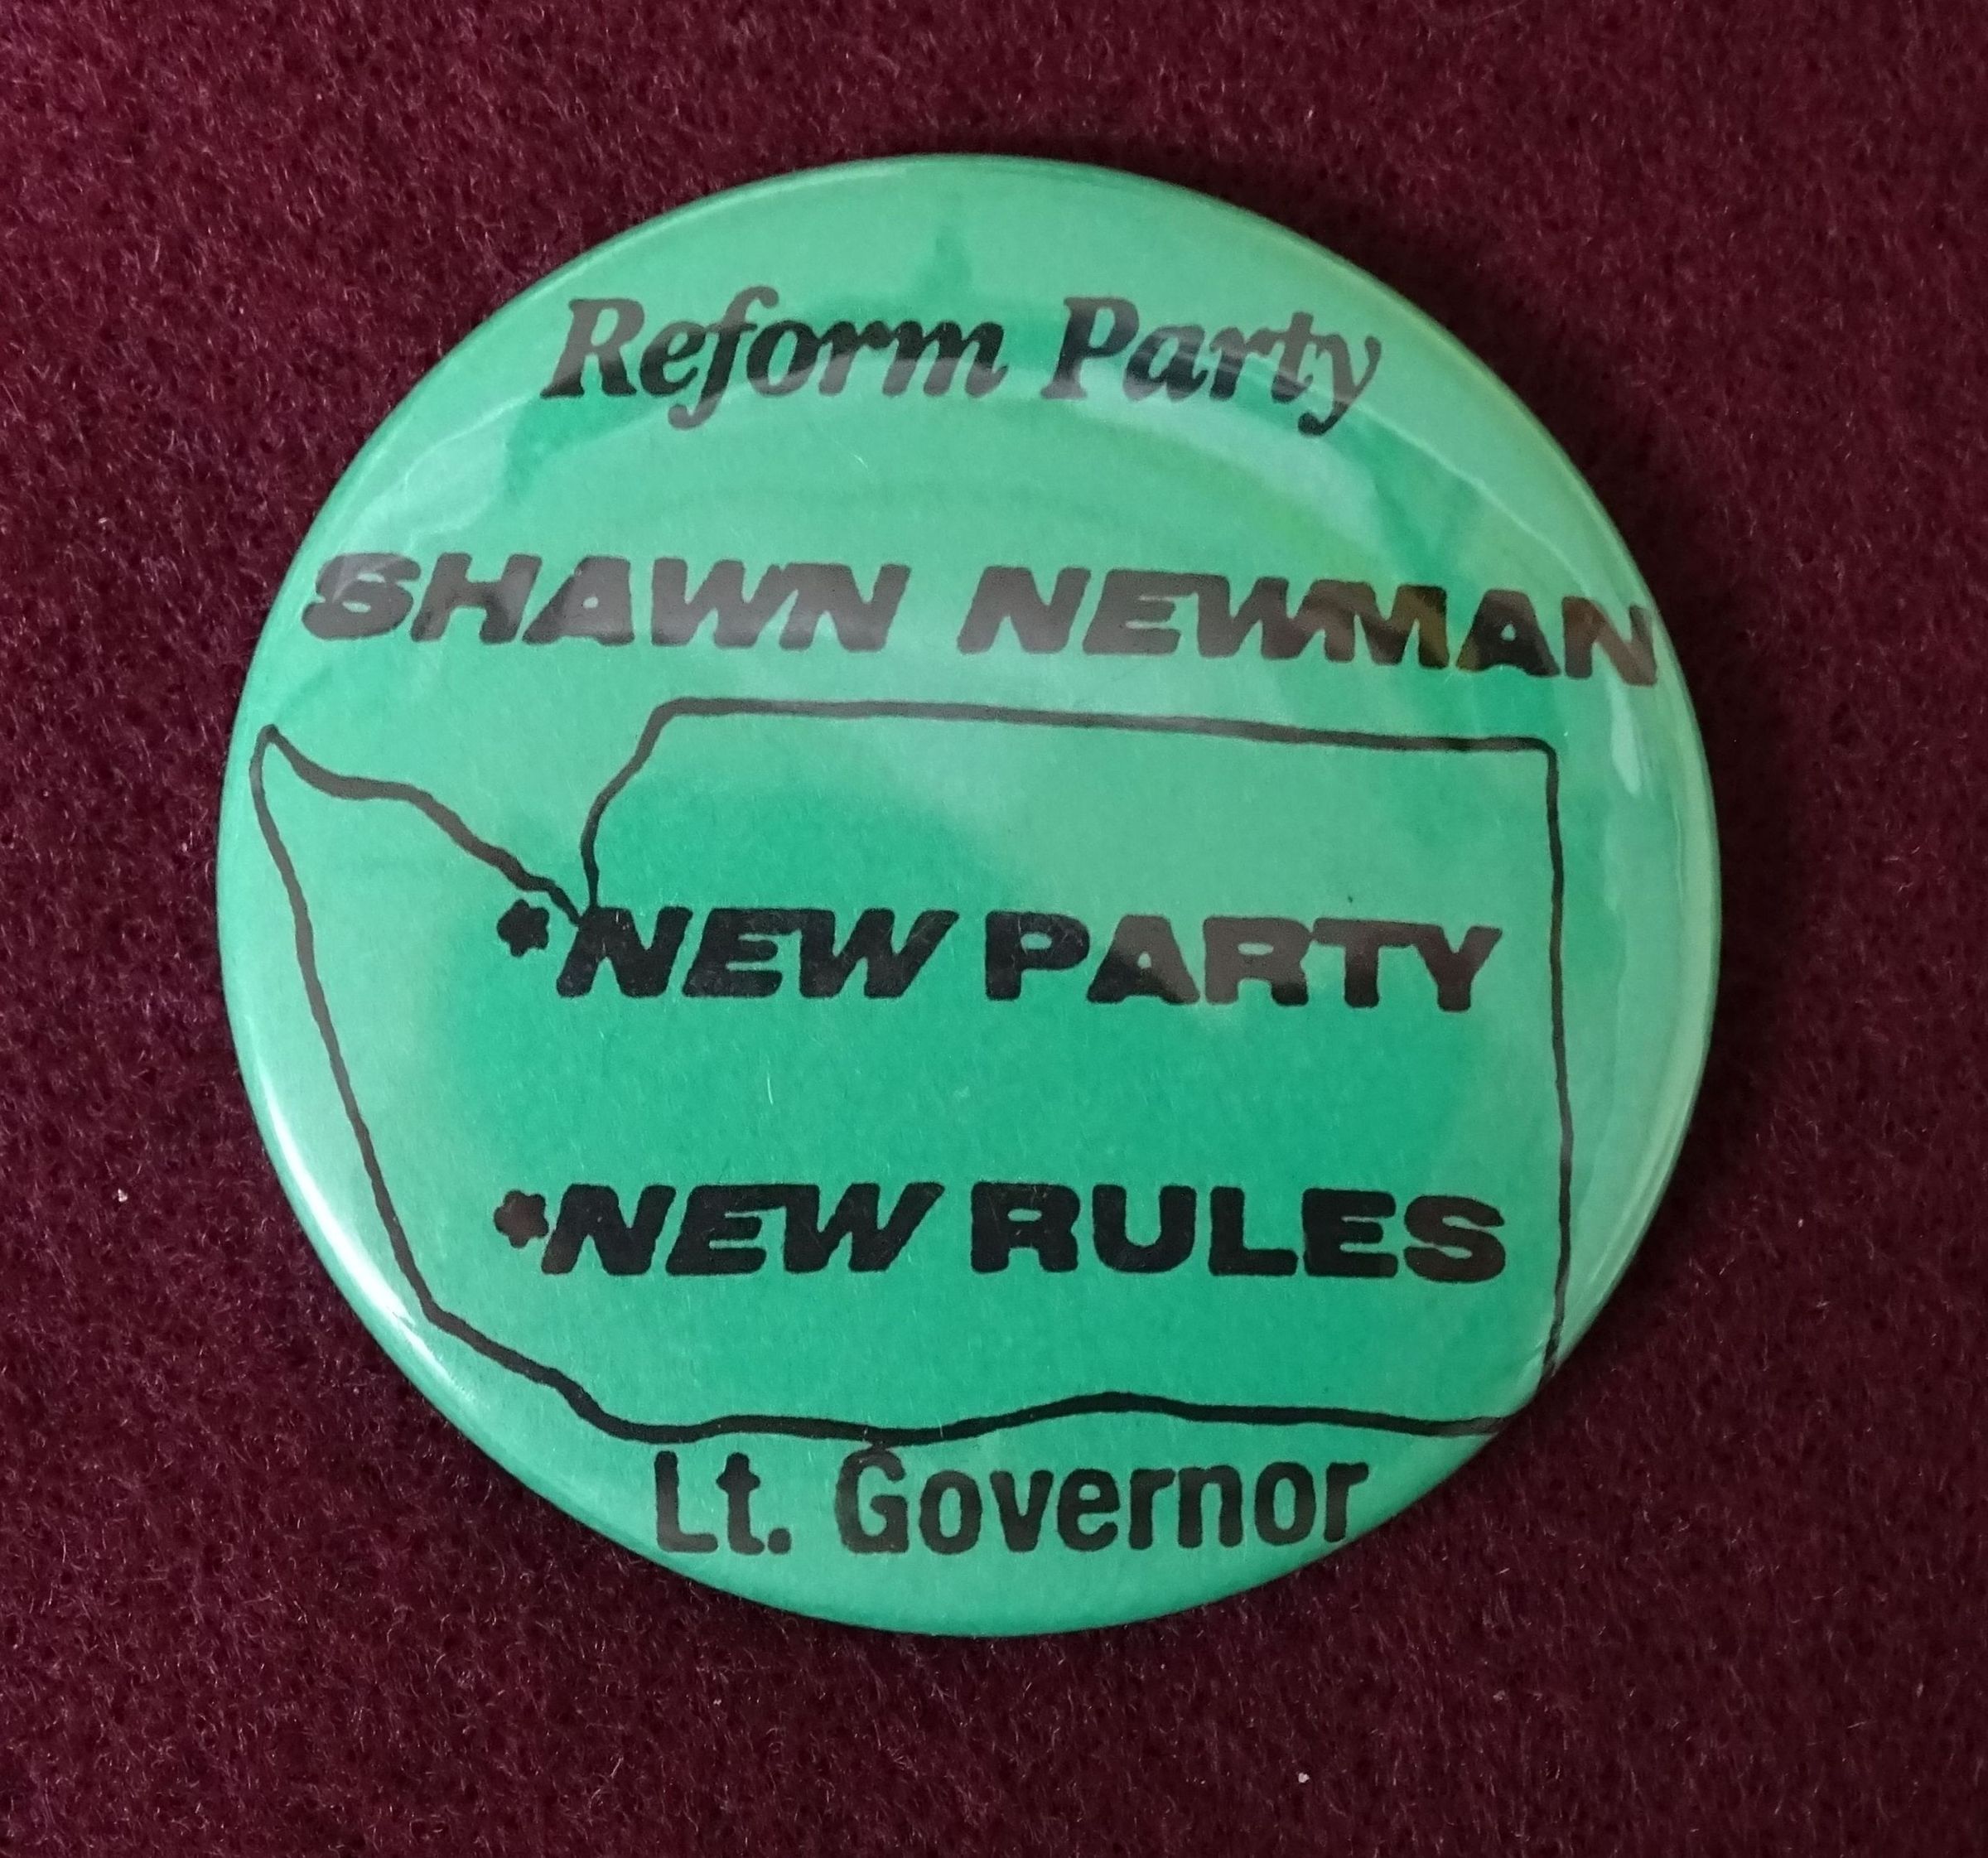 Reform Party
SHAWN NEWMAN
*NEW PARTY
*NEW RULES
Lt. Governor